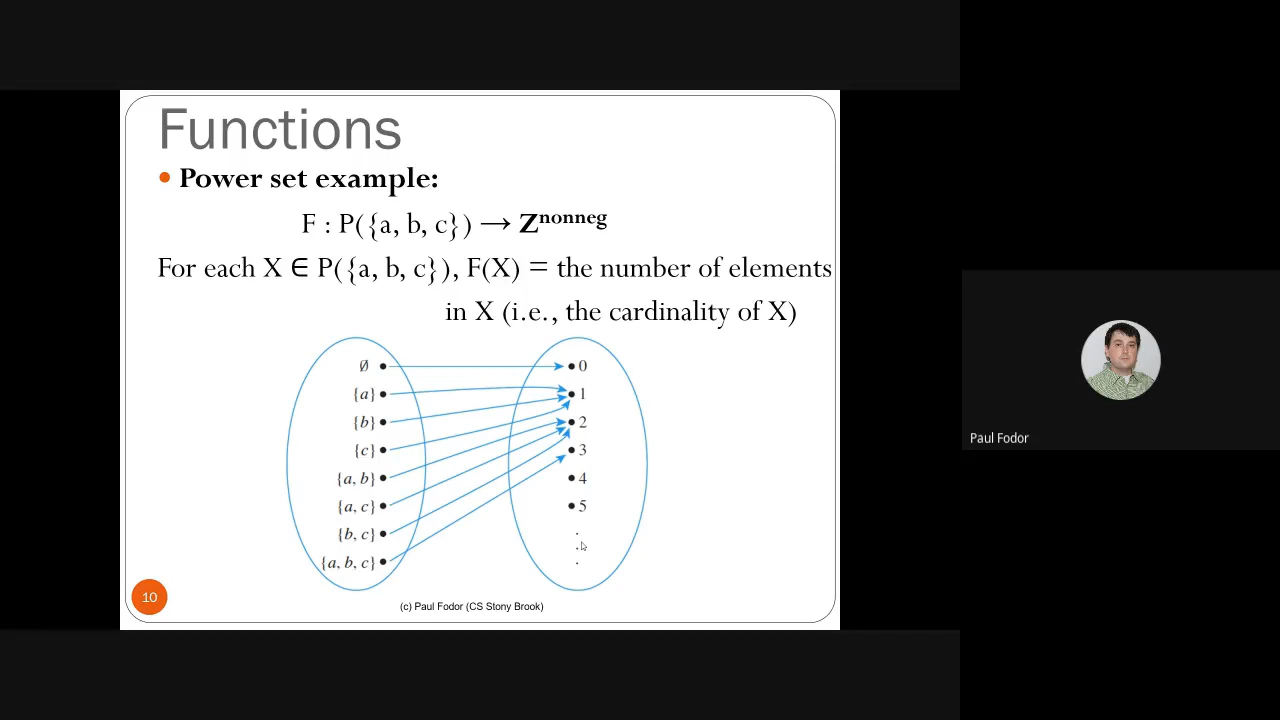 Functions
• Power set example:
F : P({a, b, c}) → Zⁿᵒⁿⁿᵉᵍ
For each X ∈ P({a, b, c}), F(X) = the number of elements
in X (i.e., the cardinality of X)
∅ • • 0
{a} • • 1
{b} • • 2
{c} • • 3
{a, b} • • 4
{a, c} • • 5
{b, c} •
{a, b, c} •
10
(c) Paul Fodor (CS Stony Brook)
Paul Fodor